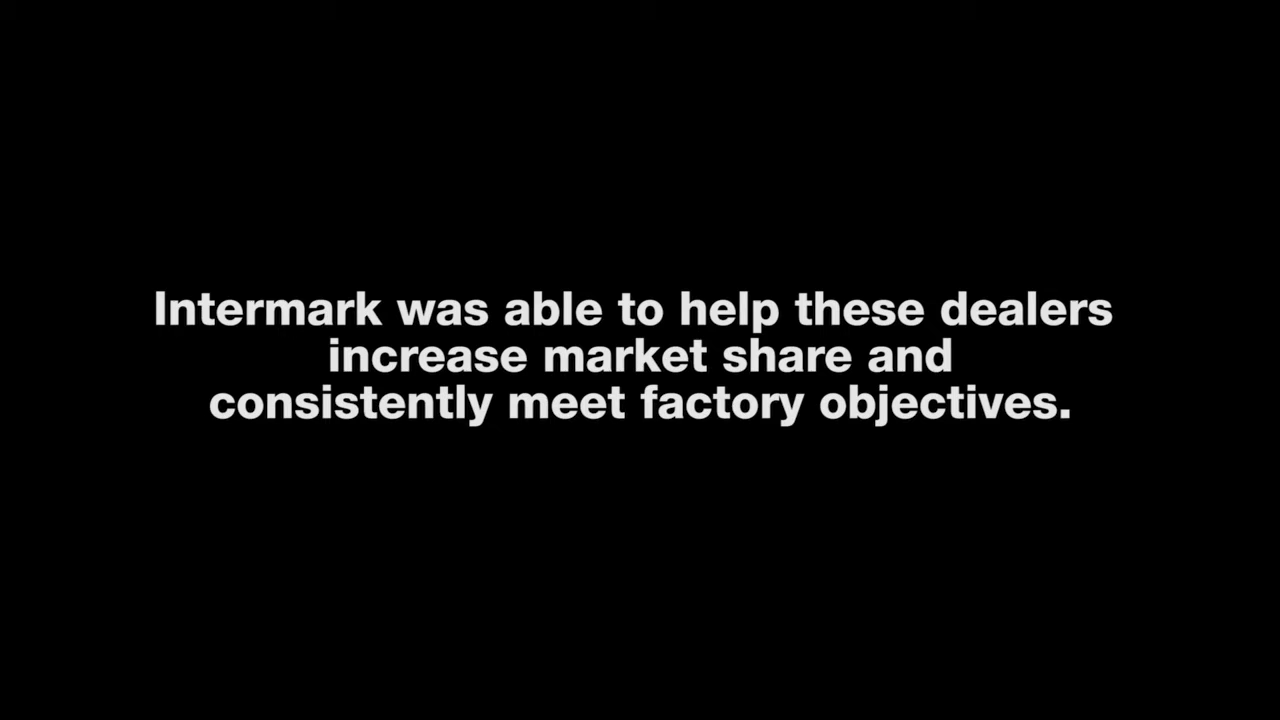 Intermark was able to help these dealers
increase market share and
consistently meet factory objectives.